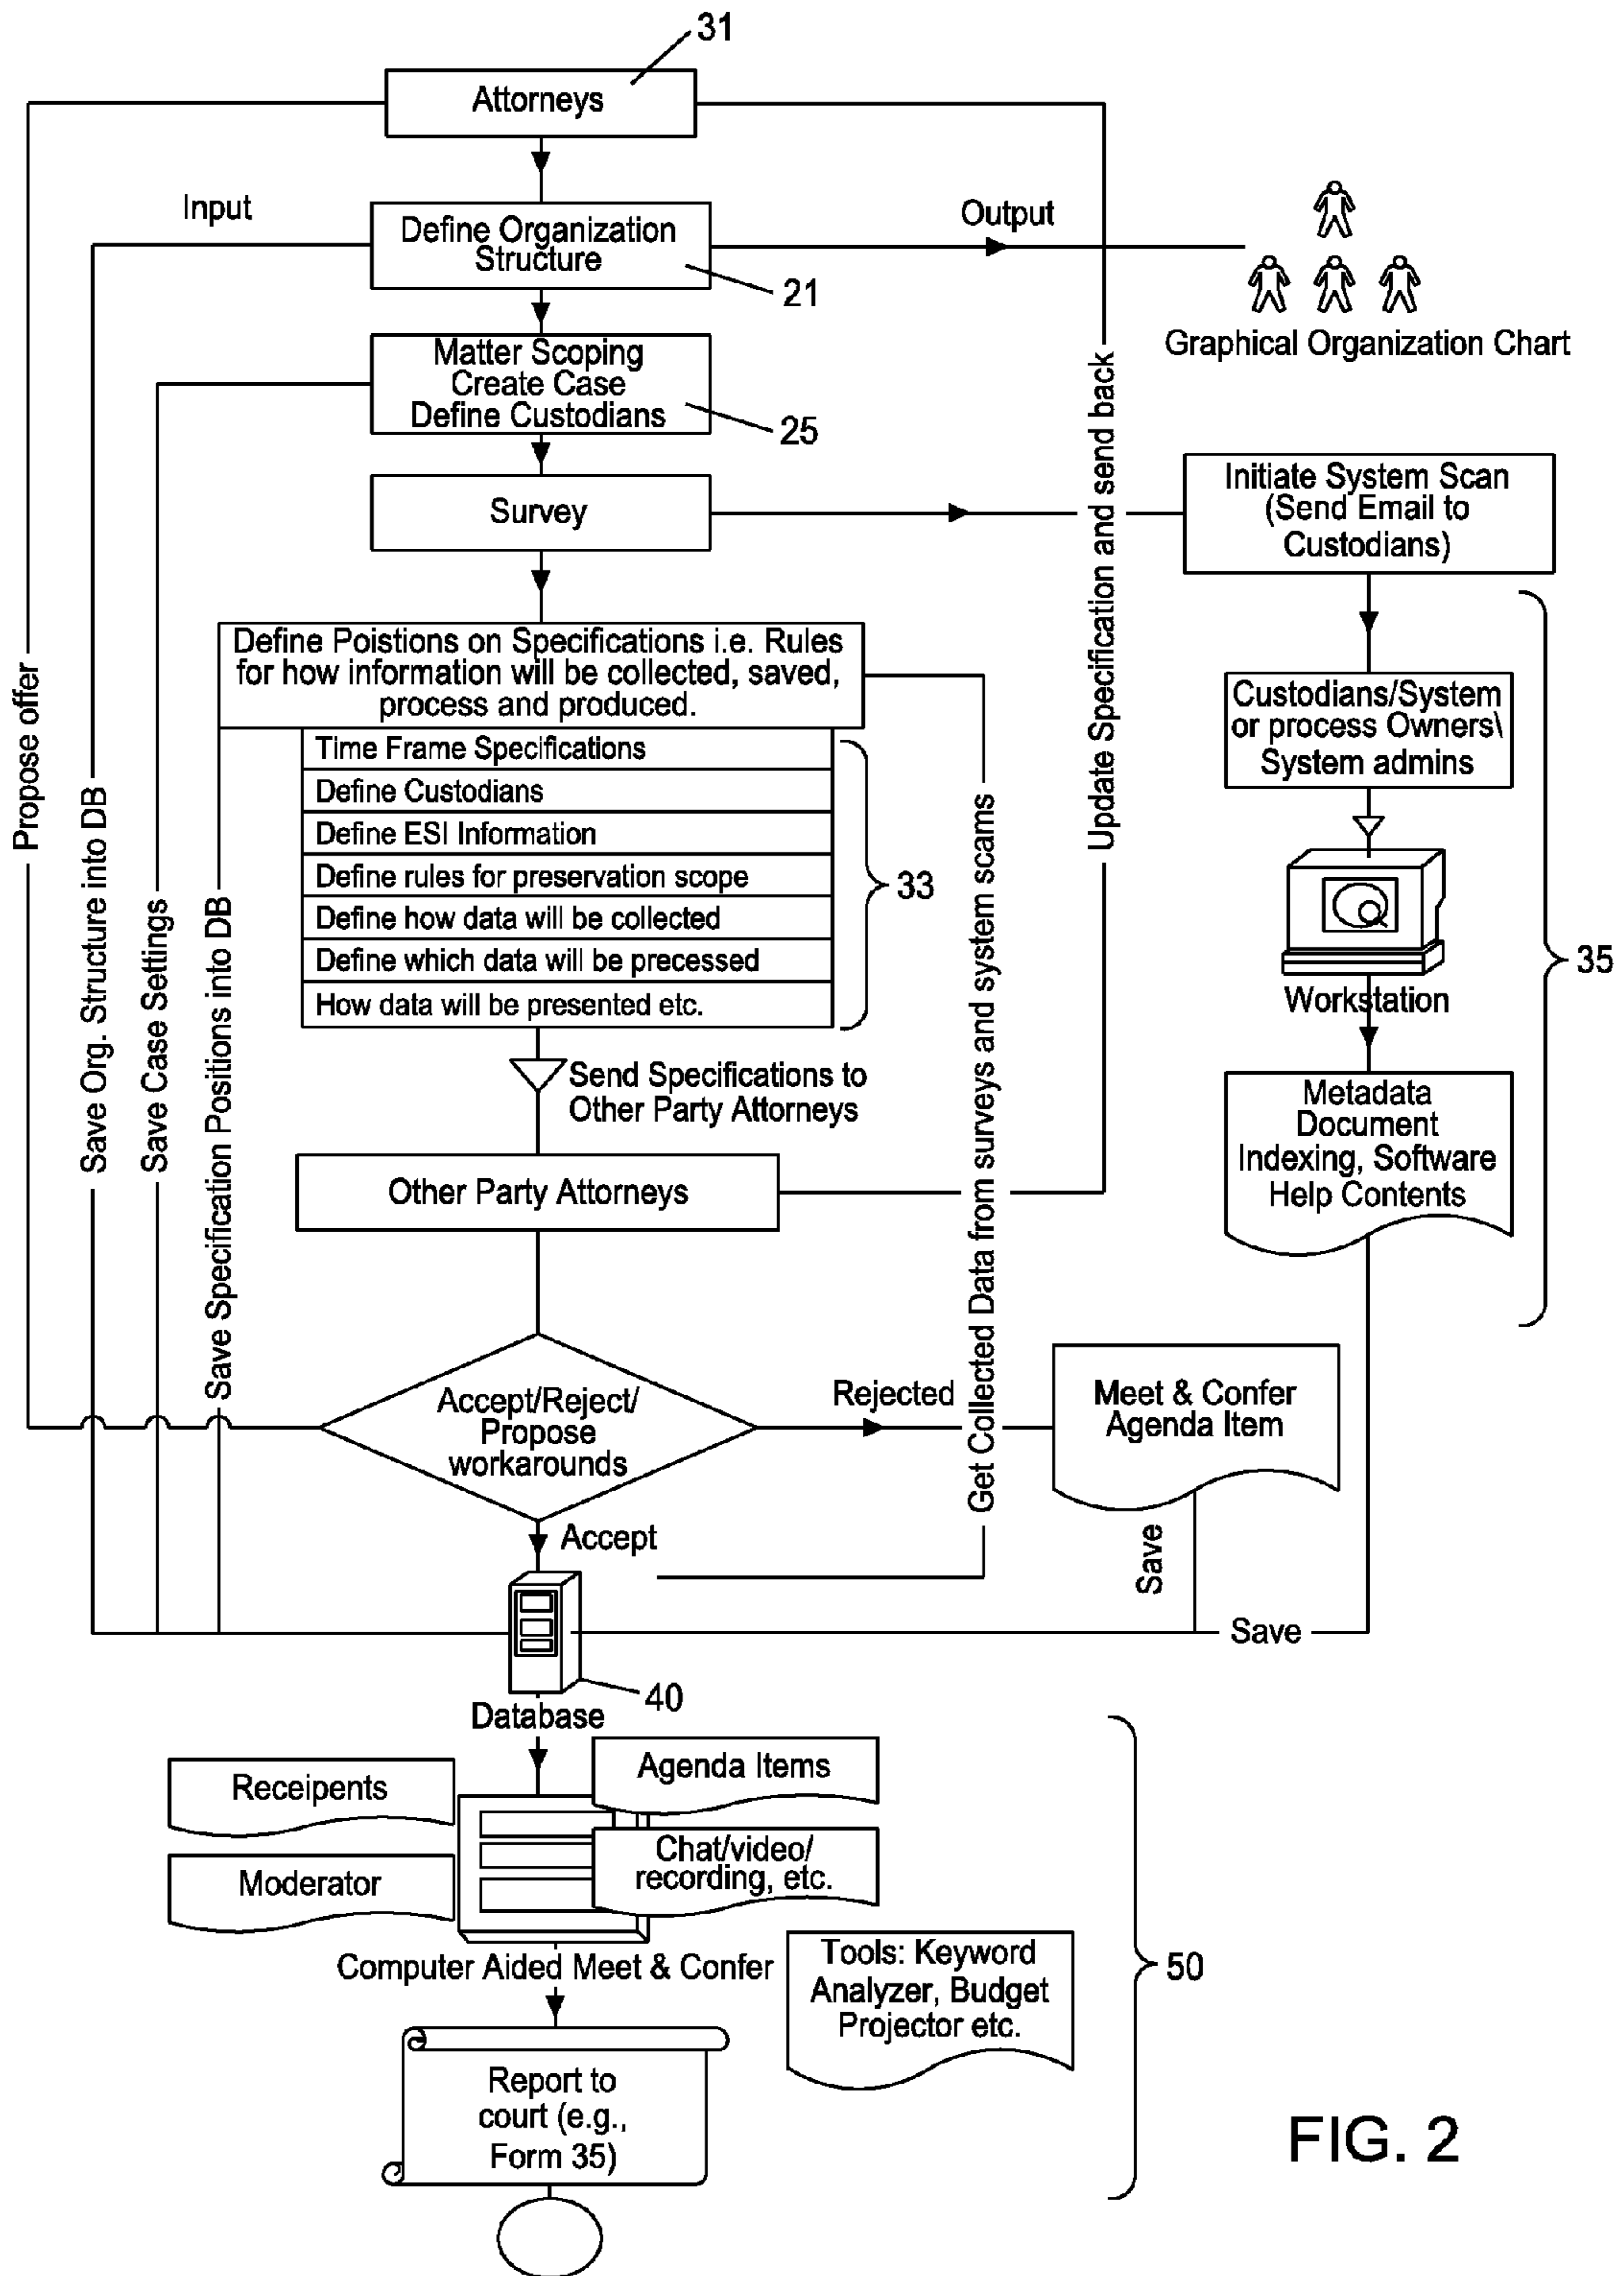 31
Attorneys
Input
Define Organization
Structure
21
Output
Graphical Organization Chart
Matter Scoping
Create Case
Define Custodians
25
Survey
Initiate System Scan
(Send Email to
Custodians)
Define Poistions on Specifications i.e. Rules
for how information will be collected, saved,
process and produced.
Time Frame Specifications
Define Custodians
Define ESI Information
Define rules for preservation scope
Define how data will be collected
Define which data will be precessed
How data will be presented etc.
33
Custodians/System
or process Owners\
System admins
Workstation
Metadata
Document
Indexing, Software
Help Contents
35
Propose offer
Save Org. Structure into DB
Save Case Settings
Save Specification Positions into DB
Get Collected Data from surveys and system scams
Update Specification and send back
Send Specifications to
Other Party Attorneys
Other Party Attorneys
Accept/Reject/
Propose
workarounds
Rejected
Meet & Confer
Agenda Item
Accept
Save
Save
40
Database
Receipents
Moderator
Agenda Items
Chat/video/
recording, etc.
Computer Aided Meet & Confer
Tools: Keyword
Analyzer, Budget
Projector etc.
50
Report to
court (e.g.,
Form 35)
FIG. 2